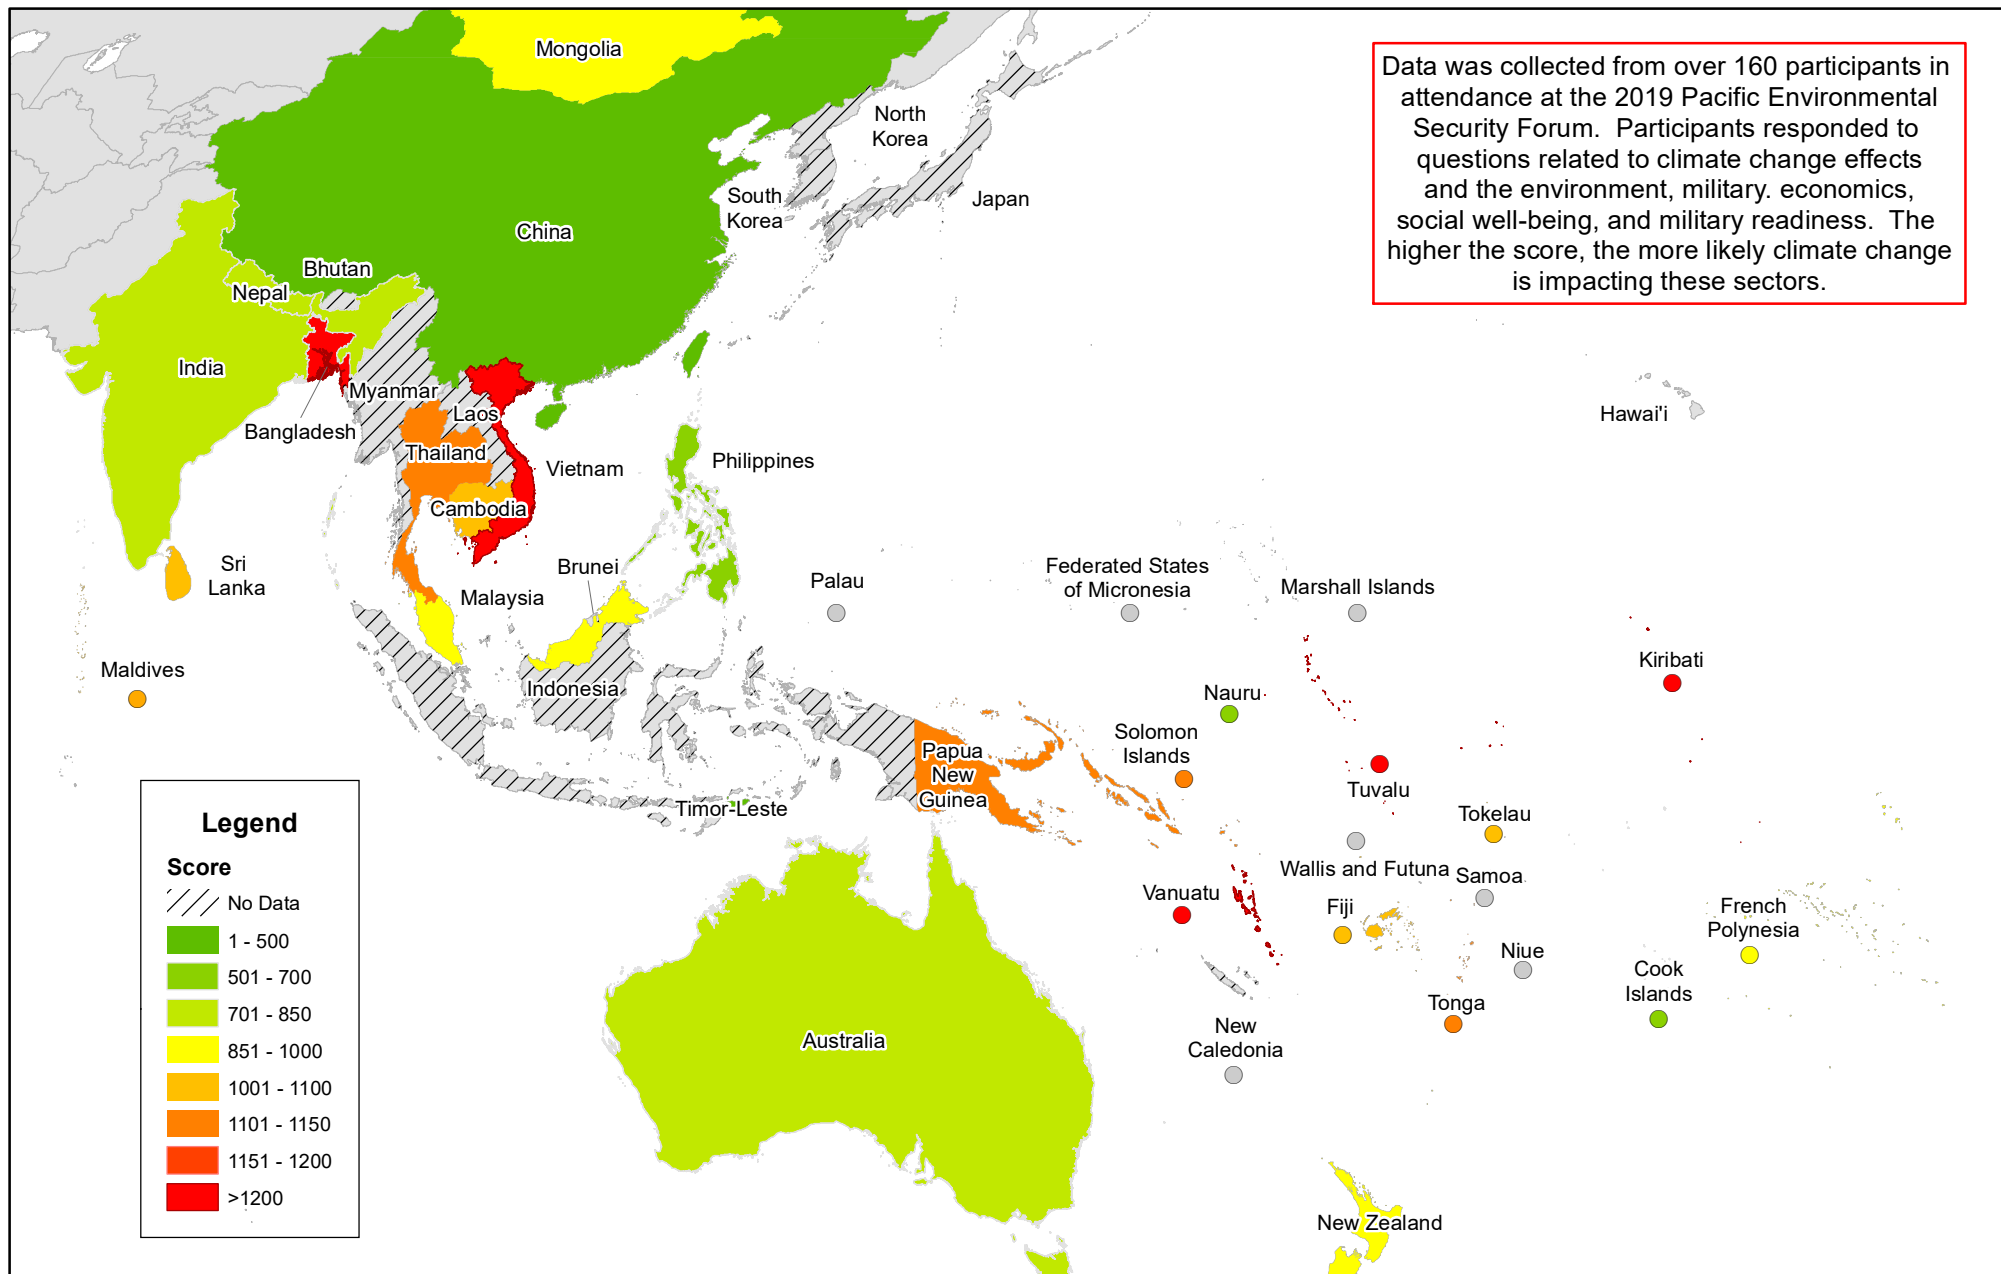 Mongolia
Data was collected from over 160 participants in
attendance at the 2019 Pacific Environmental
Security Forum.  Participants responded to
questions related to climate change effects
and the environment, military. economics,
social well-being, and military readiness.  The
higher the score, the more likely climate change
is impacting these sectors.
North
Korea
South
Korea
Japan
China
Bhutan
Nepal
India
Myanmar
Laos
Bangladesh
Thailand
Vietnam
Philippines
Cambodia
Hawai'i
Sri
Lanka
Brunei
Malaysia
Palau
Federated States
of Micronesia
Marshall Islands
Maldives
Indonesia
Kiribati
Nauru
Solomon
Islands
Papua
New
Guinea
Timor-Leste
Tuvalu
Tokelau
Wallis and Futuna
Samoa
Vanuatu
Fiji
French
Polynesia
Niue
Cook
Islands
Tonga
New
Caledonia
Australia
New Zealand
Legend
Score
No Data
1 - 500
501 - 700
701 - 850
851 - 1000
1001 - 1100
1101 - 1150
1151 - 1200
>1200